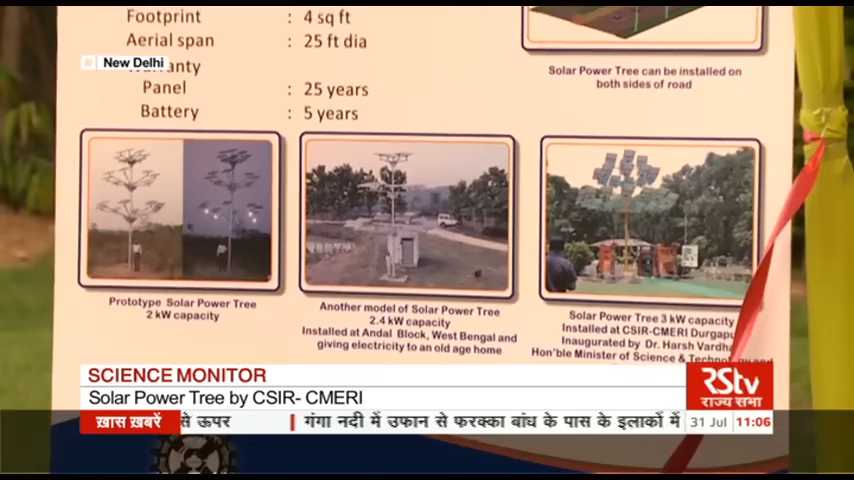 Footprint : 4 sq ft
Aerial span : 25 ft dia
New Delhi
Panel : 25 years
Battery : 5 years
Solar Power Tree can be installed on
both sides of road
Prototype Solar Power Tree
2 kW capacity
Another model of Solar Power Tree
2.4 kW capacity
Installed at Andal Block, West Bengal and
giving electricity to an old age home
Solar Power Tree 3 kW capacity
Installed at CSIR-CMERI
Inaugurated by Dr. Harsh
Hon'ble Minister of Science &
SCIENCE MONITOR
Solar Power Tree by CSIR- CMERI
RStv
राज्य सभा
ख़ास ख़बरें
से ऊपर
गंगा नदी में उफान से फरक्का बांध के पास के इलाकों में
31 Jul
11:06